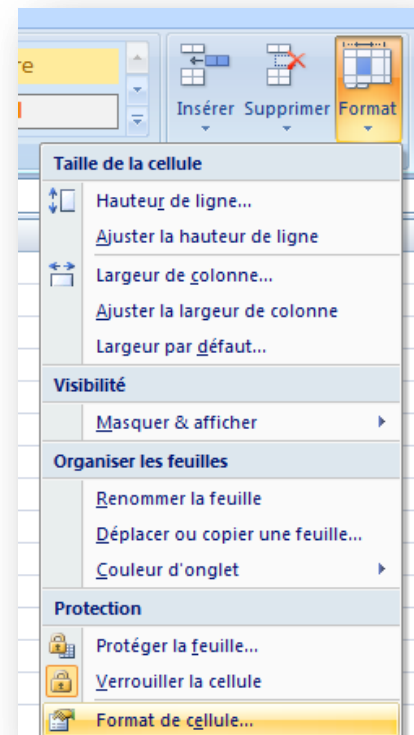 re
Insérer Supprimer Format
Taille de la cellule
Hauteur de ligne...
Ajuster la hauteur de ligne
Largeur de colonne...
Ajuster la largeur de colonne
Largeur par défaut...
Visibilité
Masquer & afficher
Organiser les feuilles
Renommer la feuille
Déplacer ou copier une feuille...
Couleur d'onglet
Protection
Protéger la feuille...
Verrouiller la cellule
Format de cellule...